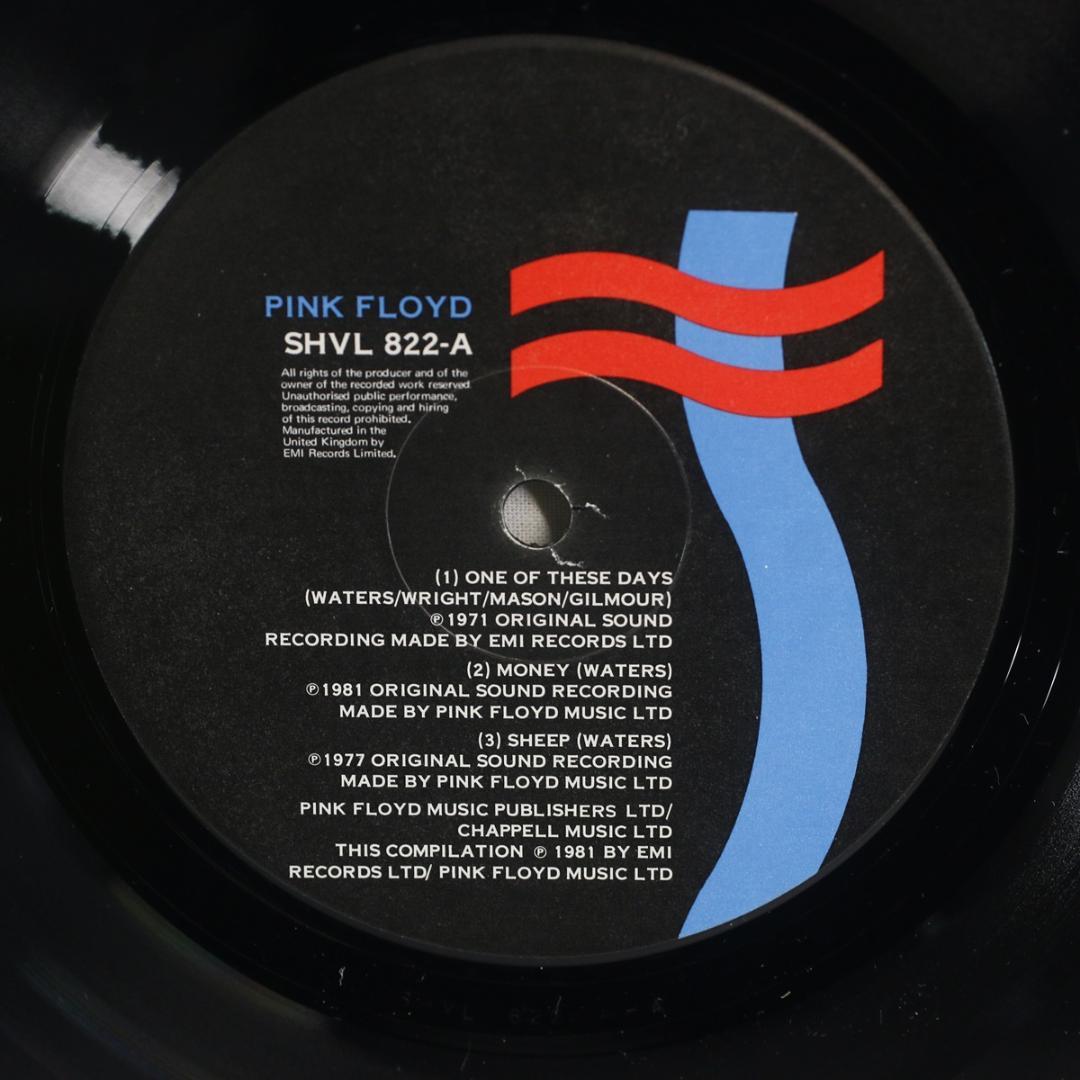 PINK FLOYD
SHVL 822-A
All rights of the producer and of the
owner of the recorded work reserved
Unauthorised public performance,
broadcasting, copying and hiring
of this record prohibited.
Manufactured in the
United Kingdom by
EMI Records Limited.
(1) ONE OF THESE DAYS
(WATERS/WRIGHT/MASON/GILMOUR)
℗1971 ORIGINAL SOUND
RECORDING MADE BY EMI RECORDS LTD
(2) MONEY (WATERS)
℗1981 ORIGINAL SOUND RECORDING
MADE BY PINK FLOYD MUSIC LTD
(3) SHEEP (WATERS)
℗1977 ORIGINAL SOUND RECORDING
MADE BY PINK FLOYD MUSIC LTD
PINK FLOYD MUSIC PUBLISHERS LTD/
CHAPPELL MUSIC LTD
THIS COMPILATION ℗ 1981 BY EMI
RECORDS LTD/ PINK FLOYD MUSIC LTD